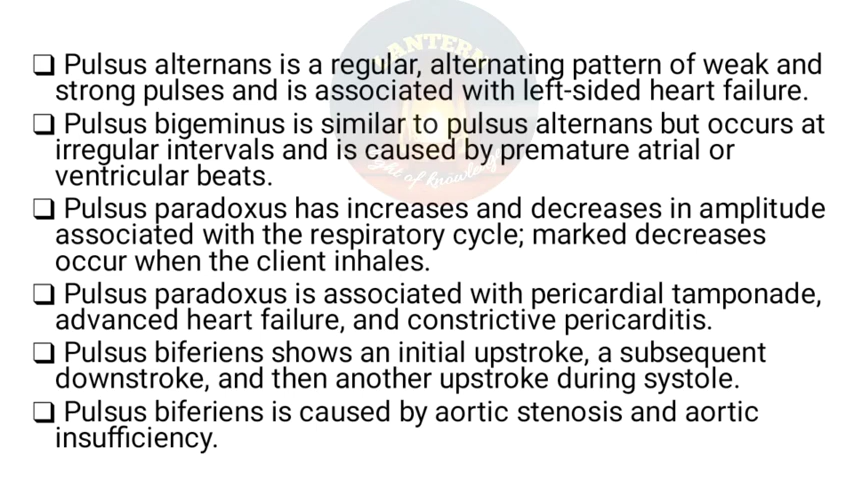 LANTERN
❑ Pulsus alternans is a regular, alternating pattern of weak and
strong pulses and is associated with left-sided heart failure.
❑ Pulsus bigeminus is similar to pulsus alternans but occurs at
irregular intervals and is caused by premature atrial or
ventricular beats.
❑ Pulsus paradoxus has increases and decreases in amplitude
associated with the respiratory cycle; marked decreases
occur when the client inhales.
❑ Pulsus paradoxus is associated with pericardial tamponade,
advanced heart failure, and constrictive pericarditis.
❑ Pulsus biferiens shows an initial upstroke, a subsequent
downstroke, and then another upstroke during systole.
❑ Pulsus biferiens is caused by aortic stenosis and aortic
insufficiency.
of knowledge